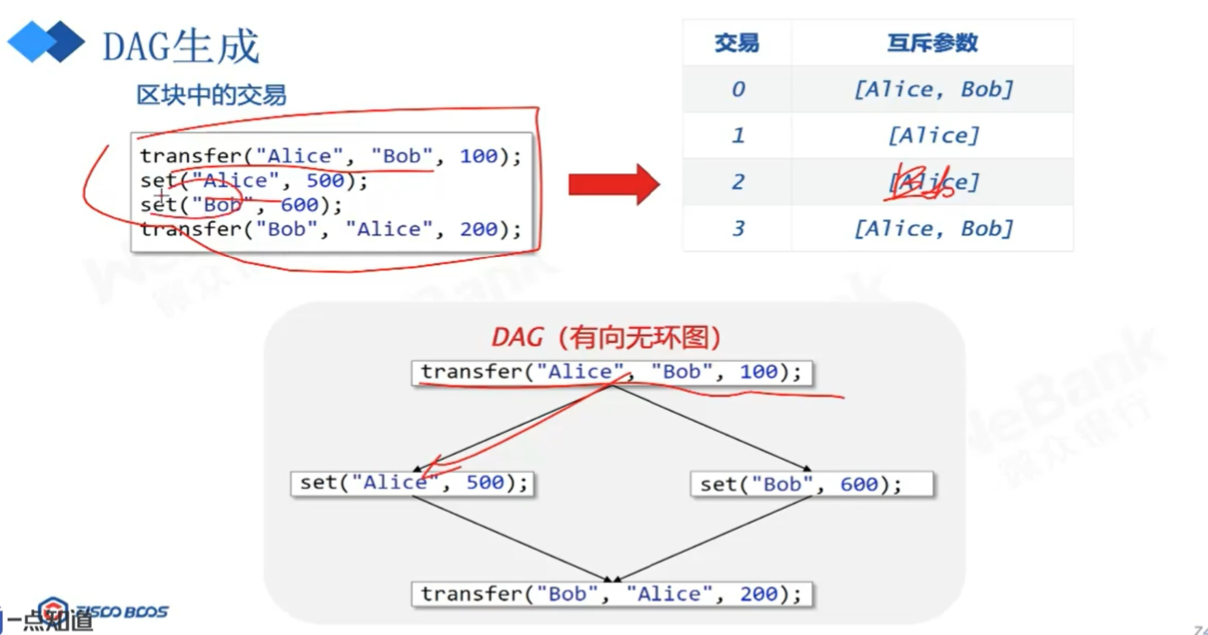 DAG生成
区块中的交易
transfer("Alice", "Bob", 100);
set("Alice", 500);
set("Bob", 600);
transfer("Bob", "Alice", 200);
交易 互斥参数
0 [Alice, Bob]
1 [Alice]
2 [Alice]
Bob
3 [Alice, Bob]
DAG（有向无环图）
transfer("Alice", "Bob", 100);
set("Alice", 500); set("Bob", 600);
transfer("Bob", "Alice", 200);
WeBank
微众银行
FISCO BCOS
一点知道
74